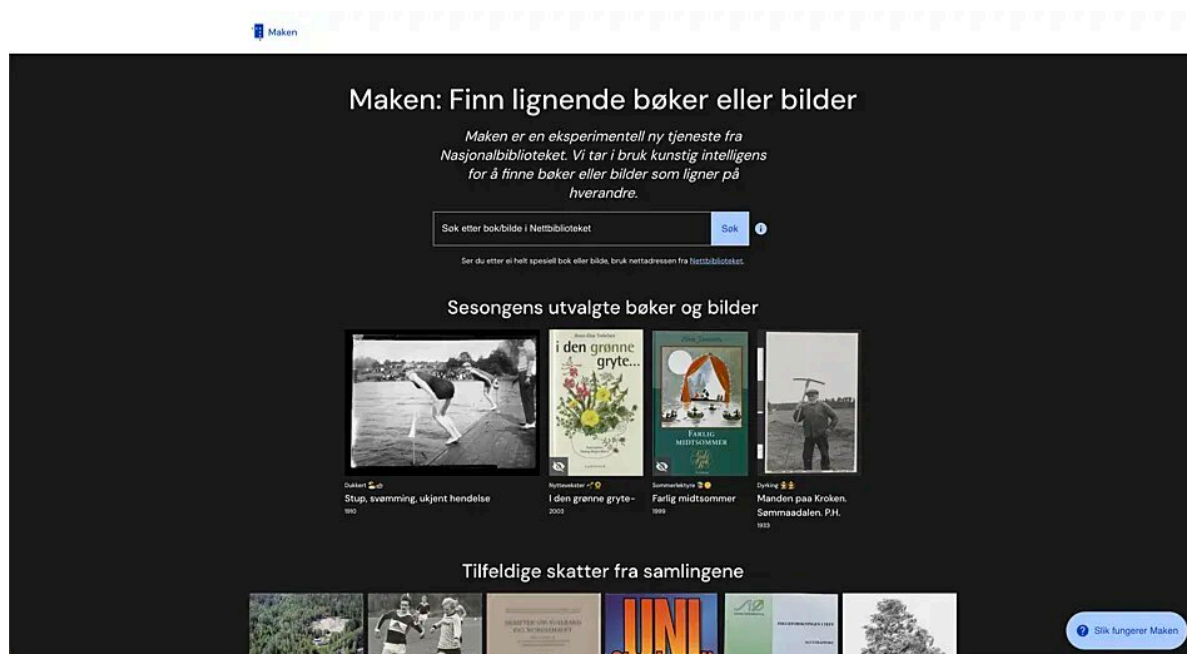 Maken
Maken: Finn lignende bøker eller bilder
Maken er en eksperimentell ny tjeneste fra
Nasjonalbiblioteket. Vi tar i bruk kunstig intelligens
for å finne bøker eller bilder som ligner på
hverandre.
Søk etter bok/bilde i Nettbiblioteket
Søk
Ser du etter ei helt spesiell bok eller bilde, bruk nettadressen fra Nettbiblioteket.
Sesongens utvalgte bøker og bilder
i den grønne
gryte...
FARLIG
MIDTSOMMER
Dukkert
Stup, svømming, ukjent hendelse
1910
Nyttevekster
I den grønne gryte-
2003
Sommerlektyre
Farlig midtsommer
1999
Dyrking
Manden paa Kroken.
Sømmaadalen. P.H.
1933
Tilfeldige skatter fra samlingene
UNI
Slik fungerer Maken